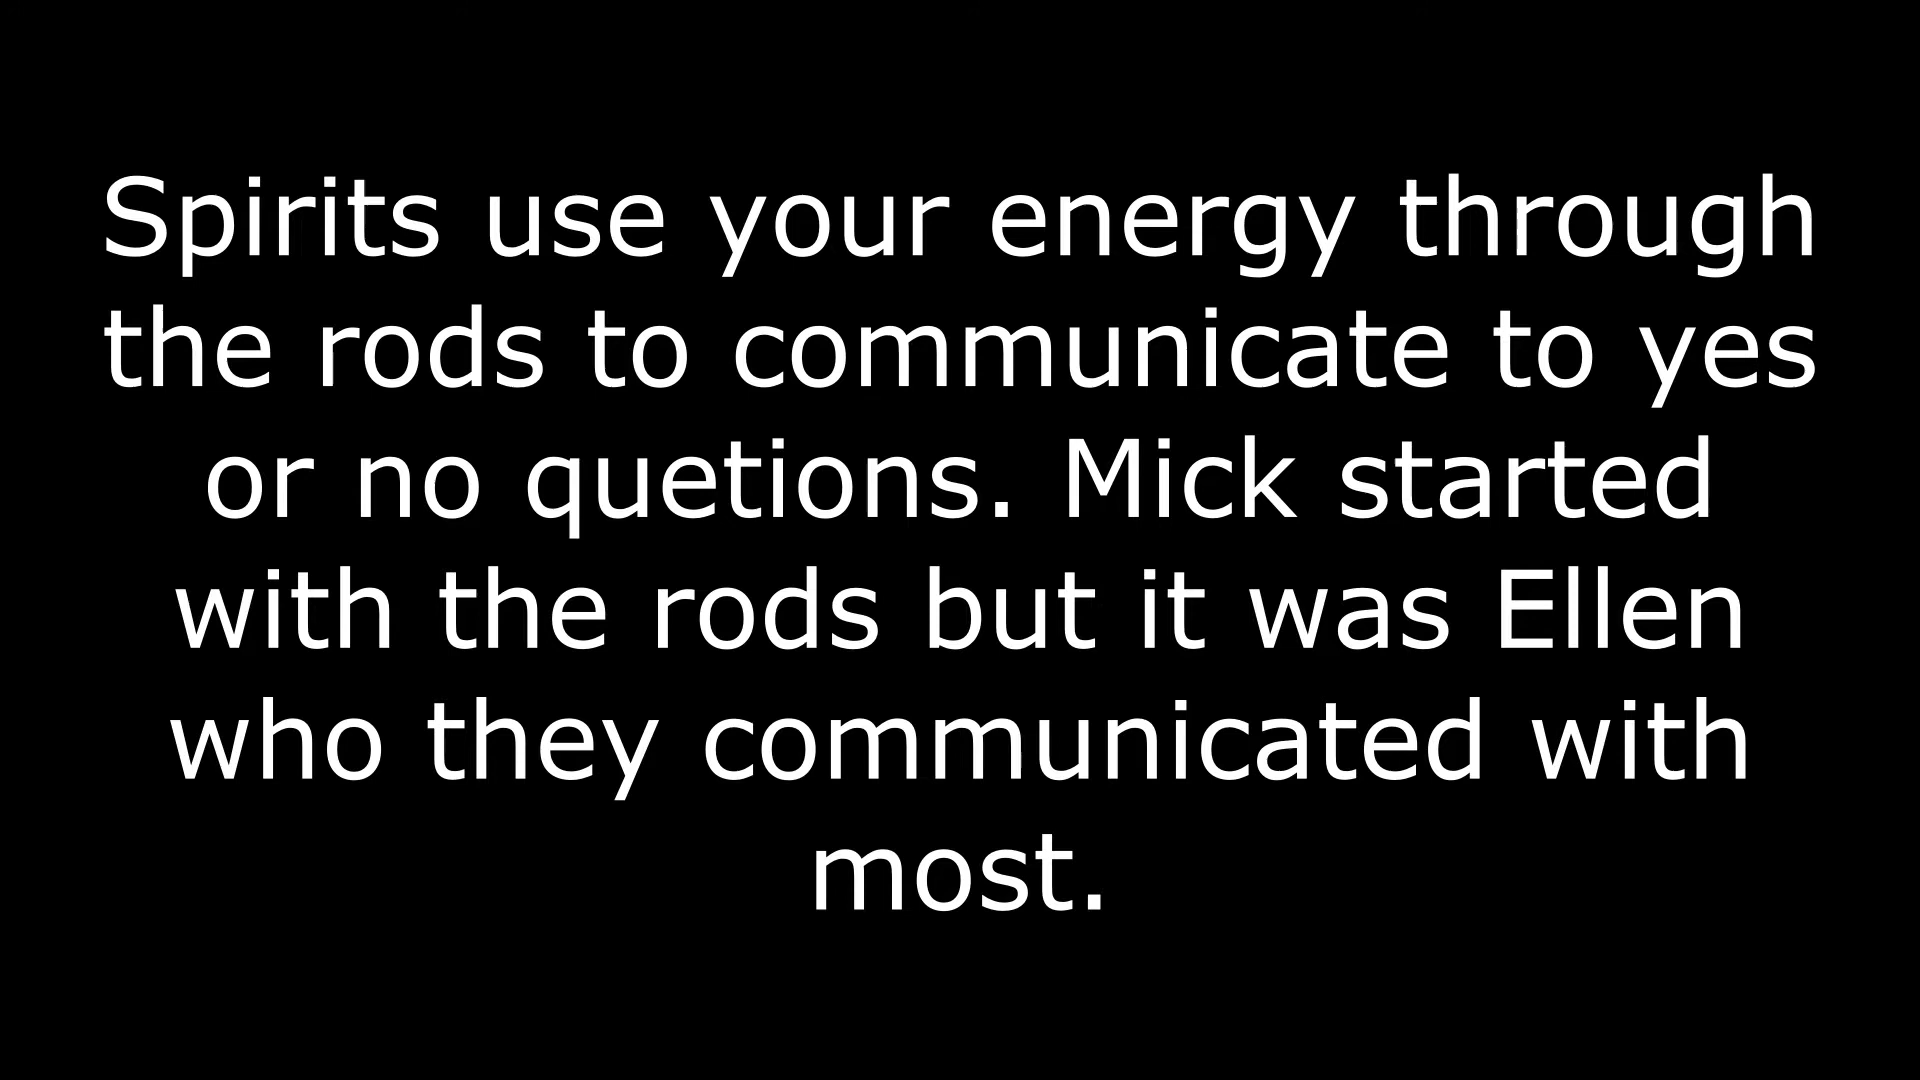 Spirits use your energy through
the rods to communicate to yes
or no quetions. Mick started
with the rods but it was Ellen
who they communicated with
most.